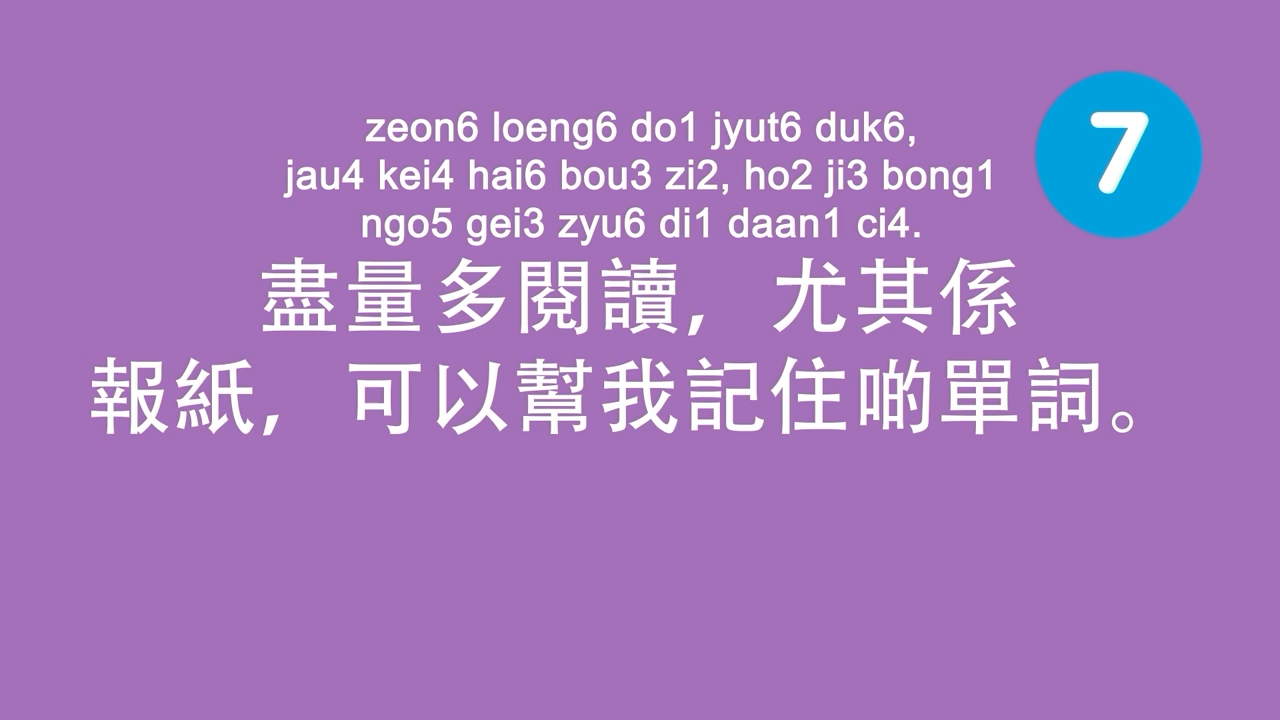 zeon6 loeng6 do1 jyut6 duk6,
jau4 kei4 hai6 bou3 zi2, ho2 ji3 bong1
ngo5 gei3 zyu6 di1 daan1 ci4.
7
盡量多閱讀，尤其係
報紙，可以幫我記住啲單詞。